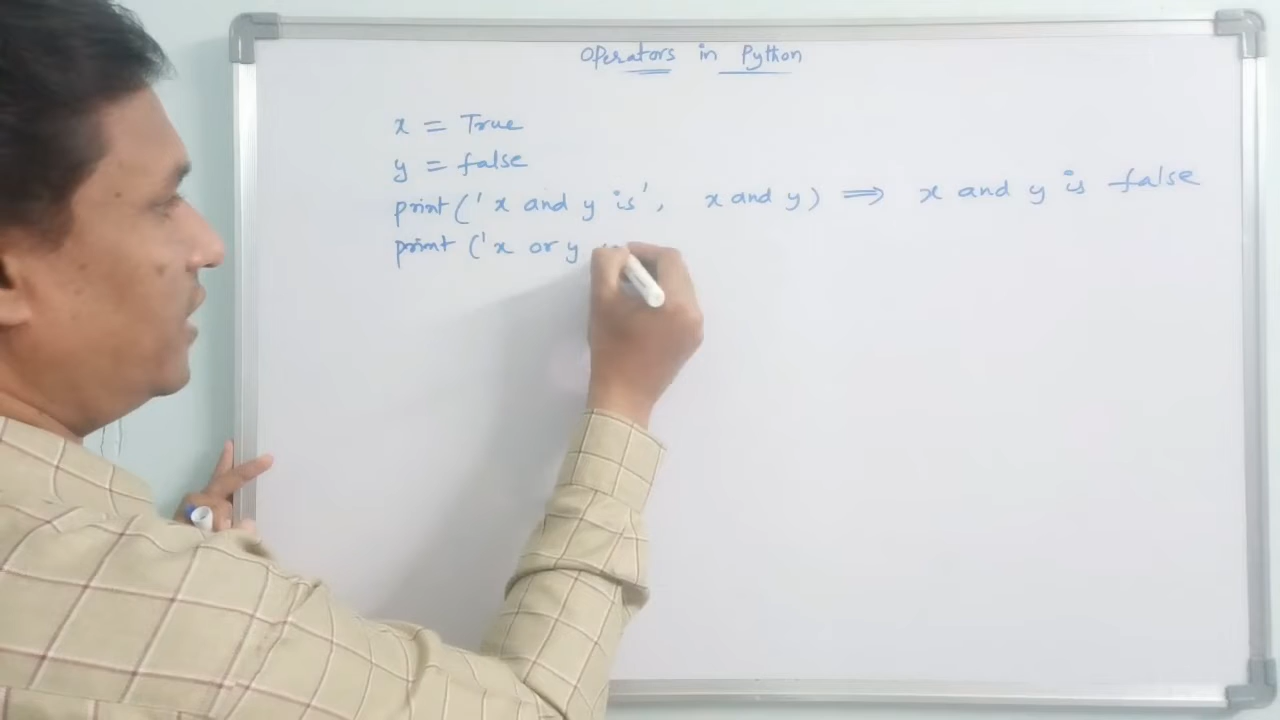 Operators in Python
x = True
y = false
print ('x and y is', x and y) ⟹ x and y is false
print ('x or y